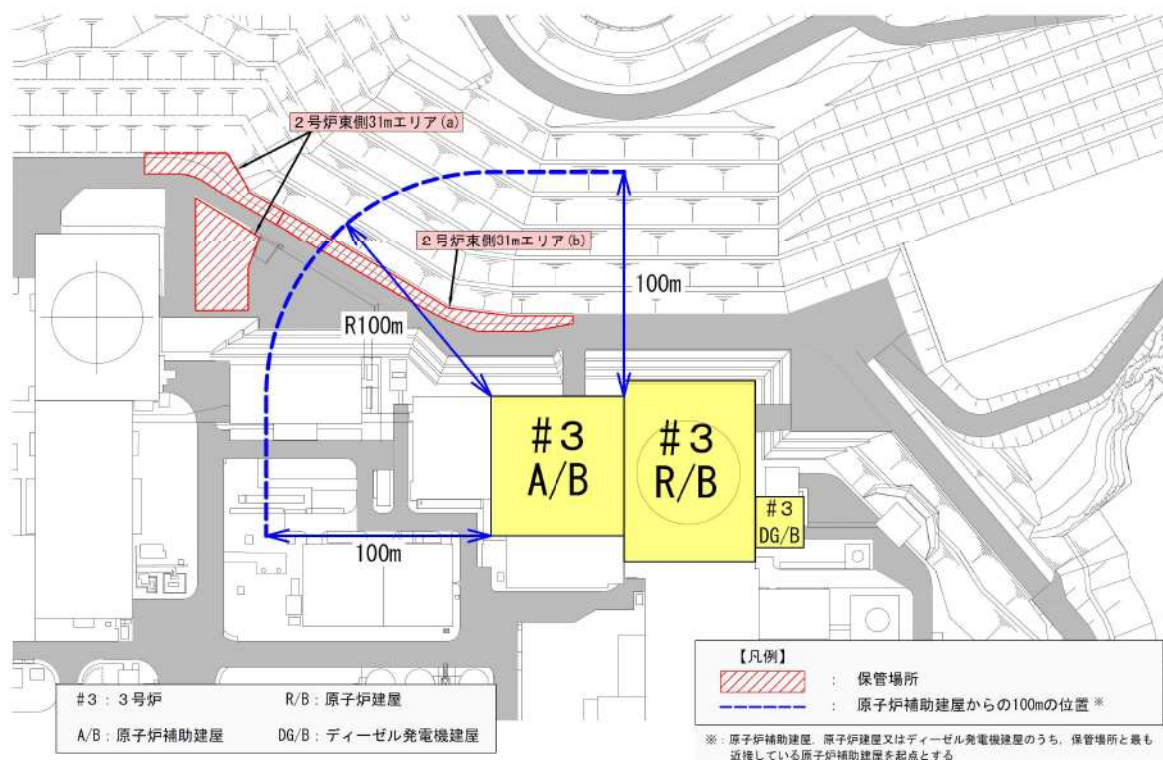 2号炉東側31mエリア(a)
2号炉東側31mエリア(b)
100m
R100m
#3
A/B
#3
R/B
#3
DG/B
100m
#3:3号炉
R/B:原子炉建屋
A/B:原子炉補助建屋
DG/B:ディーゼル発電機建屋
【凡例】
: 保管場所
: 原子炉補助建屋からの100mの位置※
※:原子炉補助建屋,原子炉建屋又はディーゼル発電機建屋のうち,保管場所と最も
近接している原子炉補助建屋を起点とする